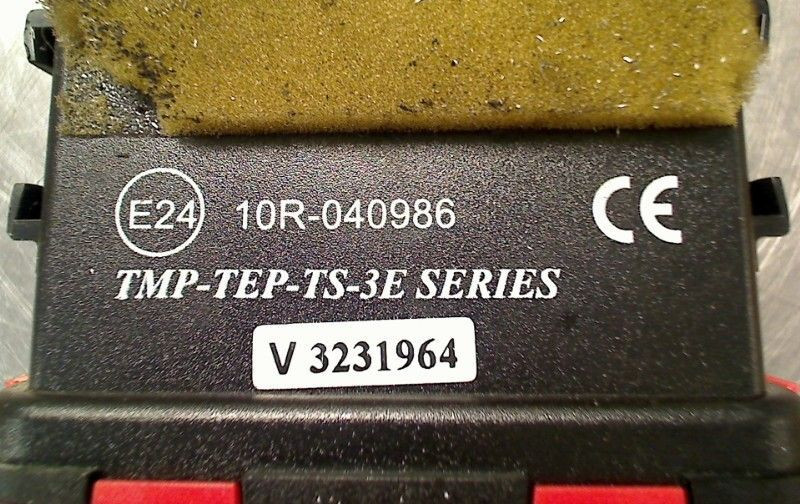 E24 10R-040986 CE
TMP-TEP-TS-3E SERIES
V 3231964